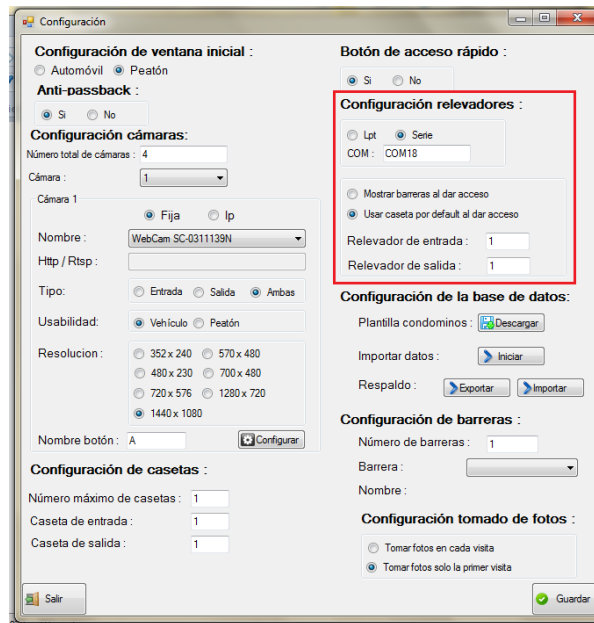 Configuración
Configuración de ventana inicial :
Automóvil Peatón
Anti-passback :
Si No
Configuración cámaras:
Número total de cámaras : 4
Cámara : 1
Cámara 1
Fija Ip
Nombre : WebCam SC-0311139N
Http / Rtsp :
Tipo: Entrada Salida Ambas
Usabilidad: Vehículo Peatón
Resolucion : 352 x 240 570 x 480
480 x 230 700 x 480
720 x 576 1280 x 720
1440 x 1080
Nombre botón : A Configurar
Configuración de casetas :
Número máximo de casetas : 1
Caseta de entrada : 1
Caseta de salida : 1
Salir
Botón de acceso rápido :
Si No
Configuración relevadores :
Lpt Serie
COM : COM18
Mostrar barreras al dar acceso
Usar caseta por default al dar acceso
Relevador de entrada : 1
Relevador de salida : 1
Configuración de la base de datos:
Plantilla condominos : Descargar
Importar datos : Iniciar
Respaldo : Exportar Importar
Configuración de barreras :
Número de barreras : 1
Barrera :
Nombre :
Configuración tomado de fotos :
Tomar fotos en cada visita
Tomar fotos solo la primer visita
Guardar